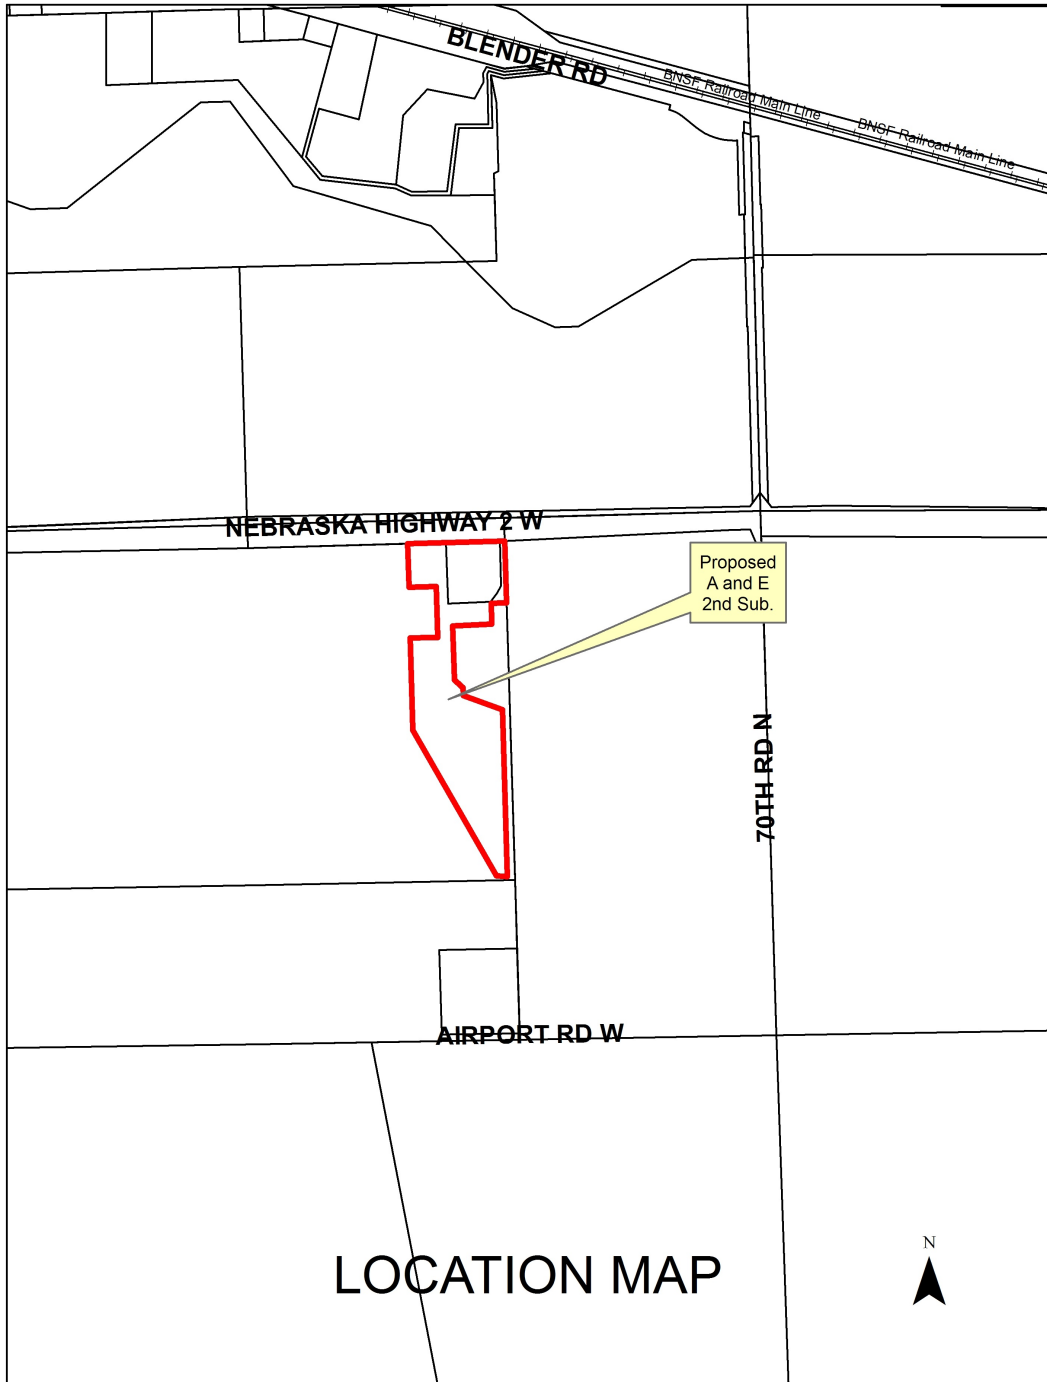 BLENDER RD
BNSF Railroad Main Line
BNSF Railroad Main Line
NEBRASKA HIGHWAY 2 W
Proposed
A and E
2nd Sub.
70TH RD N
AIRPORT RD W
LOCATION MAP
N